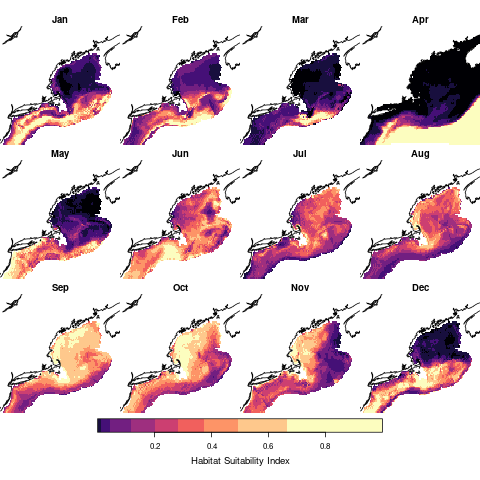 Jan Feb Mar Apr
May Jun Jul Aug
Sep Oct Nov Dec
0.2 0.4 0.6 0.8
Habitat Suitability Index